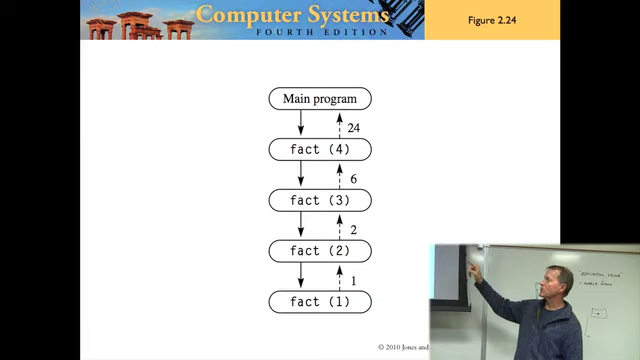 Computer Systems
FOURTH EDITION
Figure 2.24
Main program
24
fact (4)
6
fact (3)
2
fact (2)
1
fact (1)
© 2010 Jones and